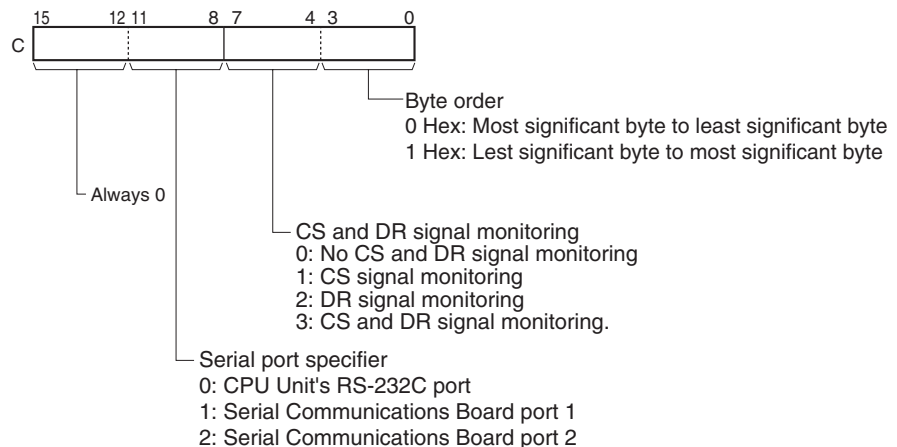 15 12 11 8 7 4 3 0
C
Byte order
0 Hex: Most significant byte to least significant byte
1 Hex: Lest significant byte to most significant byte
Always 0
CS and DR signal monitoring
0: No CS and DR signal monitoring
1: CS signal monitoring
2: DR signal monitoring
3: CS and DR signal monitoring.
Serial port specifier
0: CPU Unit's RS-232C port
1: Serial Communications Board port 1
2: Serial Communications Board port 2